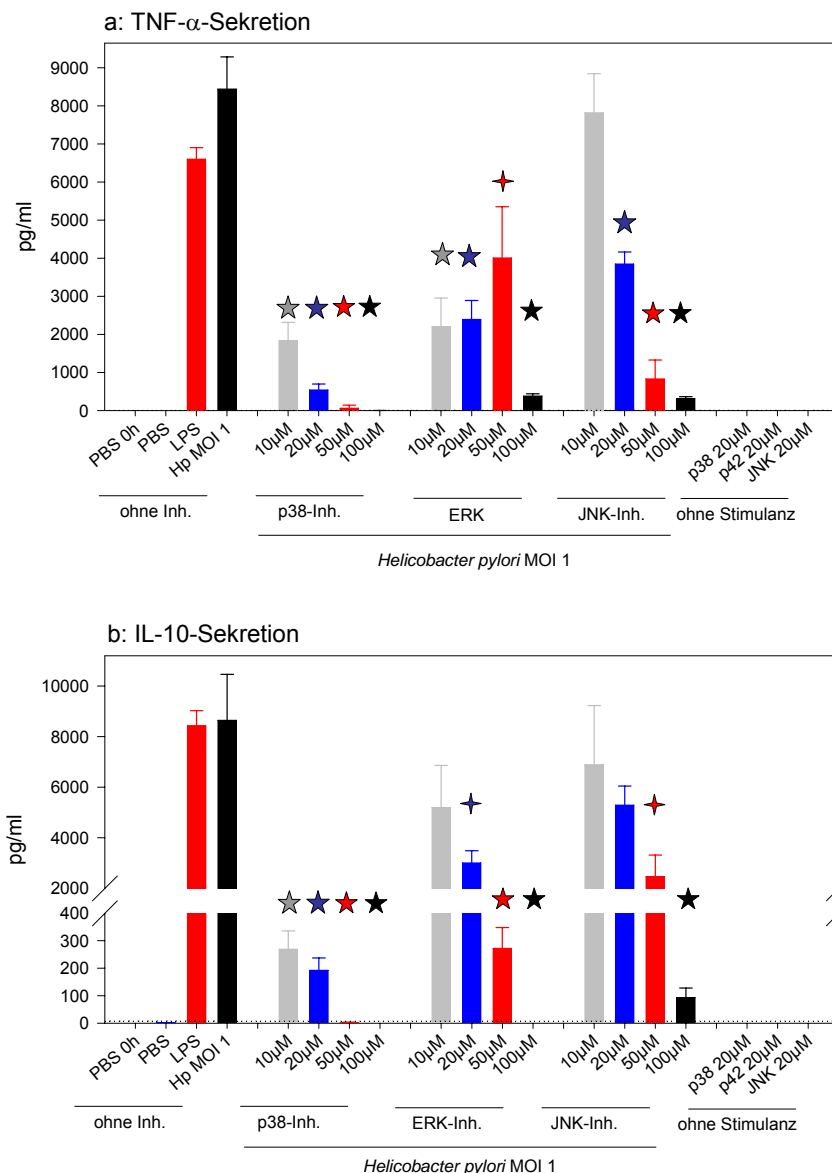 a: TNF-α-Sekretion
9000
8000
7000
6000
5000
4000
3000
2000
1000
0
pg/ml
PBS 0h PBS LPS Hp MOI 1 10µM 20µM 50µM 100µM 10µM 20µM 50µM 100µM 10µM 20µM 50µM 100µM p38 20µM p42 20µM JNK 20µM
ohne Inh. p38-Inh. ERK JNK-Inh. ohne Stimulanz
Helicobacter pylori MOI 1
b: IL-10-Sekretion
10000
8000
6000
4000
2000
400
300
200
100
0
pg/ml
PBS 0h PBS LPS Hp MOI 1 10µM 20µM 50µM 100µM 10µM 20µM 50µM 100µM 10µM 20µM 50µM 100µM p38 20µM p42 20µM JNK 20µM
ohne Inh. p38-Inh. ERK-Inh. JNK-Inh. ohne Stimulanz
Helicobacter pylori MOI 1